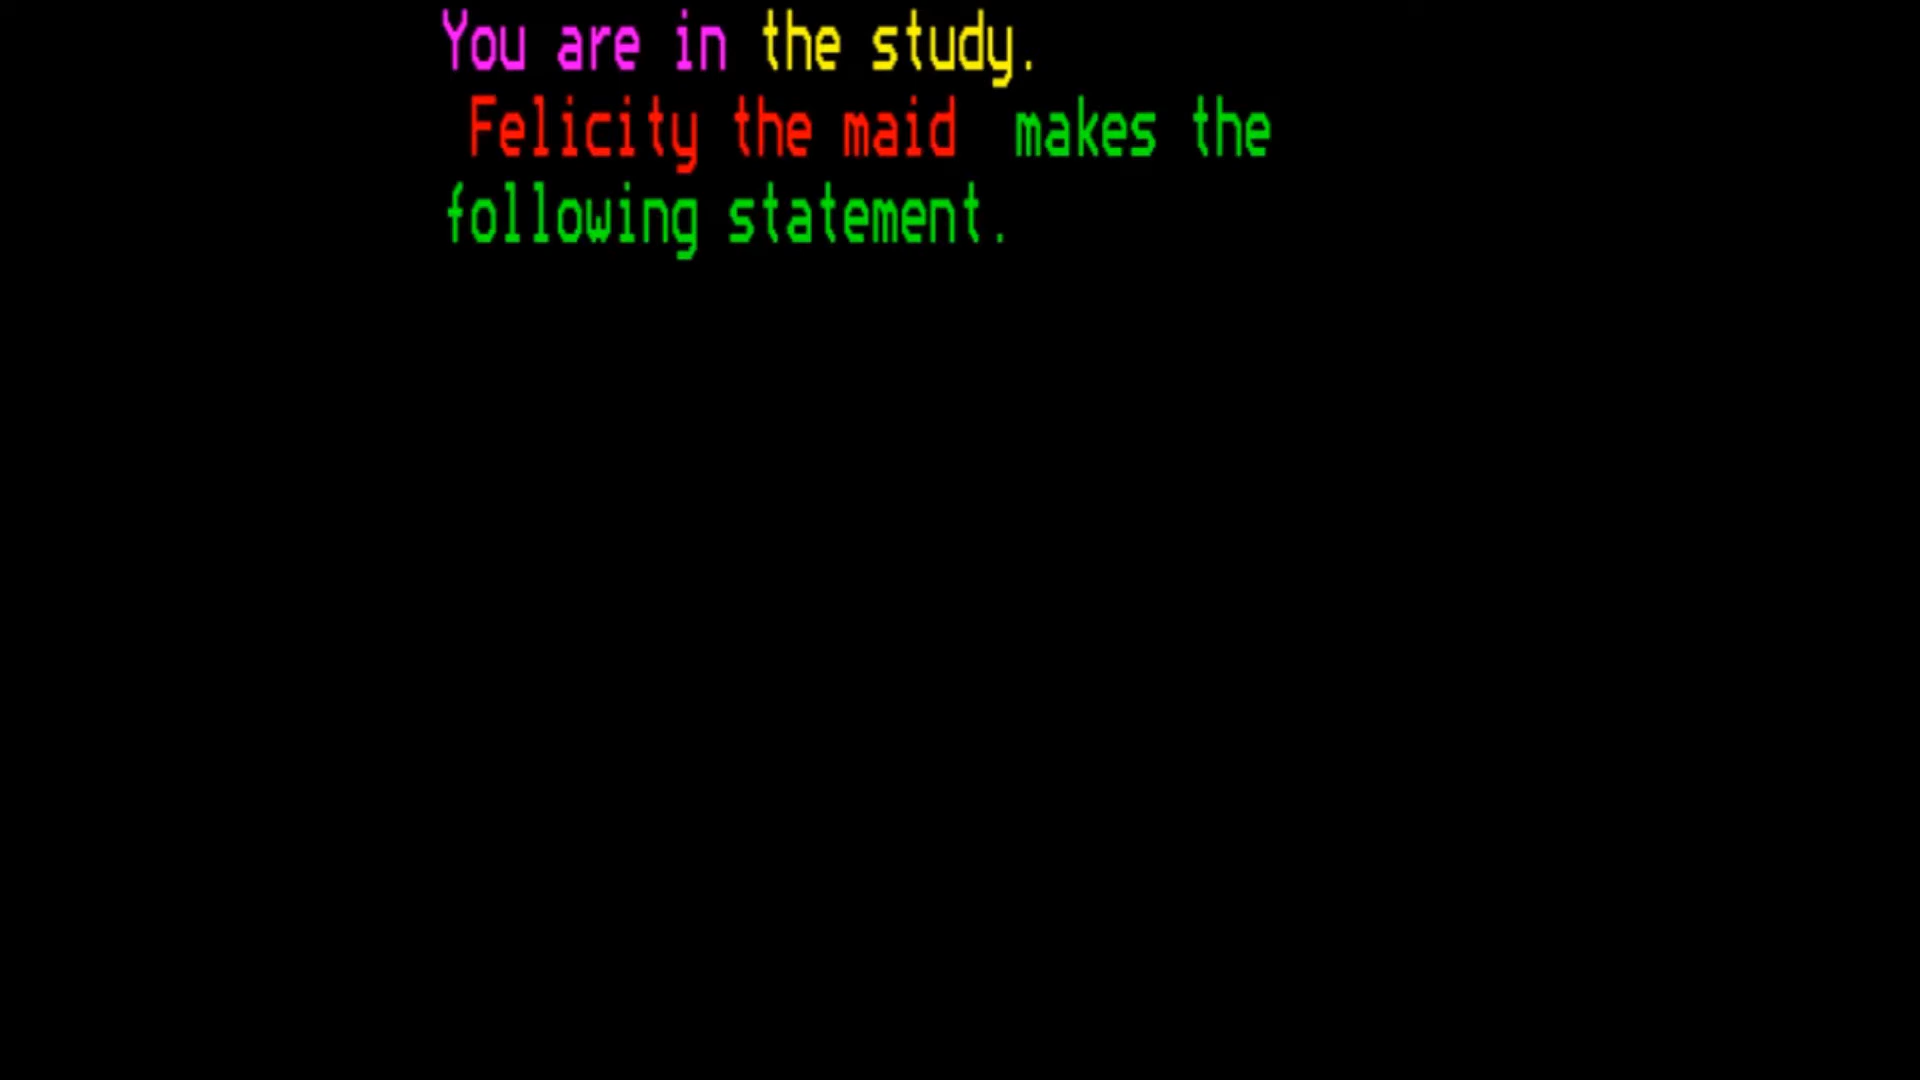 You are in the study.
Felicity the maid  makes the
following statement.